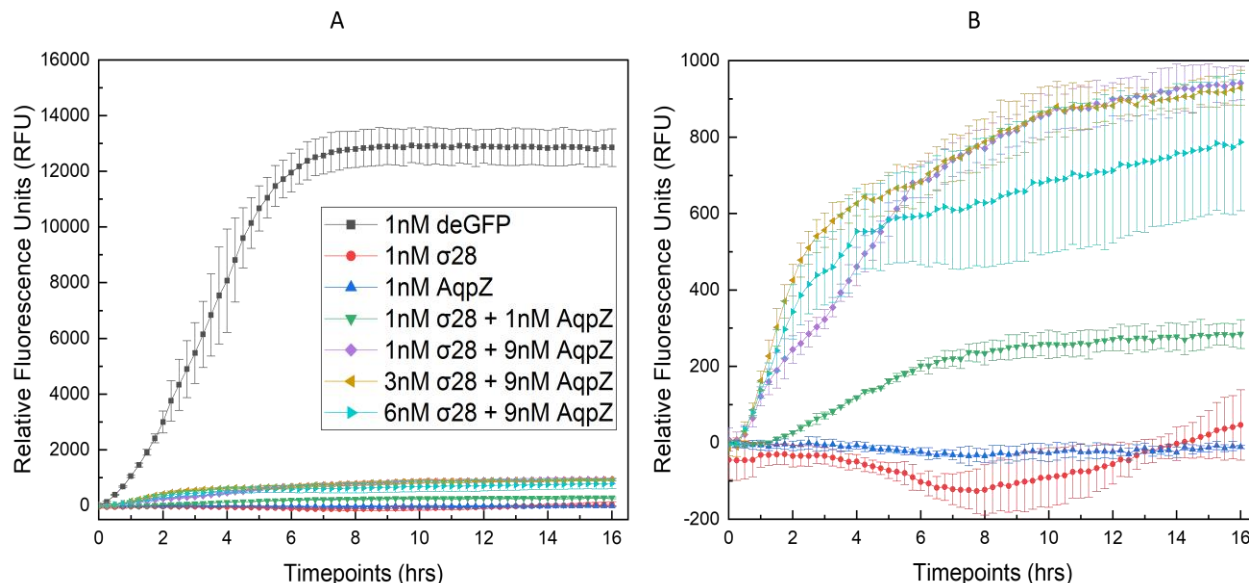 A
B
16000
14000
12000
10000
8000
6000
4000
2000
0
Relative Fluorescence Units (RFU)
1nM deGFP
1nM σ28
1nM AqpZ
1nM σ28 + 1nM AqpZ
1nM σ28 + 9nM AqpZ
3nM σ28 + 9nM AqpZ
6nM σ28 + 9nM AqpZ
0 2 4 6 8 10 12 14 16
Timepoints (hrs)
1000
800
600
400
200
0
-200
Relative Fluorescence Units (RFU)
0 2 4 6 8 10 12 14 16
Timepoints (hrs)